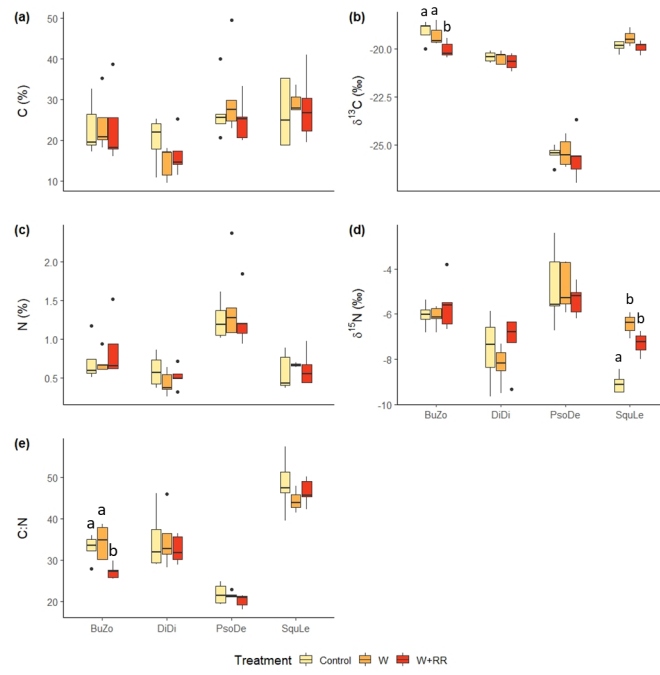 (a)
C (%)
50
40
30
20
10
(b)
δ¹³C (‰)
a a b
-20.0
-22.5
-25.0
(c)
N (%)
2.0
1.5
1.0
0.5
(d)
δ¹⁵N (‰)
-4
-6
-8
-10
b
b
a
BuZo DiDi PsoDe SquLe
(e)
C:N
50
40
30
20
a
a
b
BuZo DiDi PsoDe SquLe
Treatment Control W W+RR